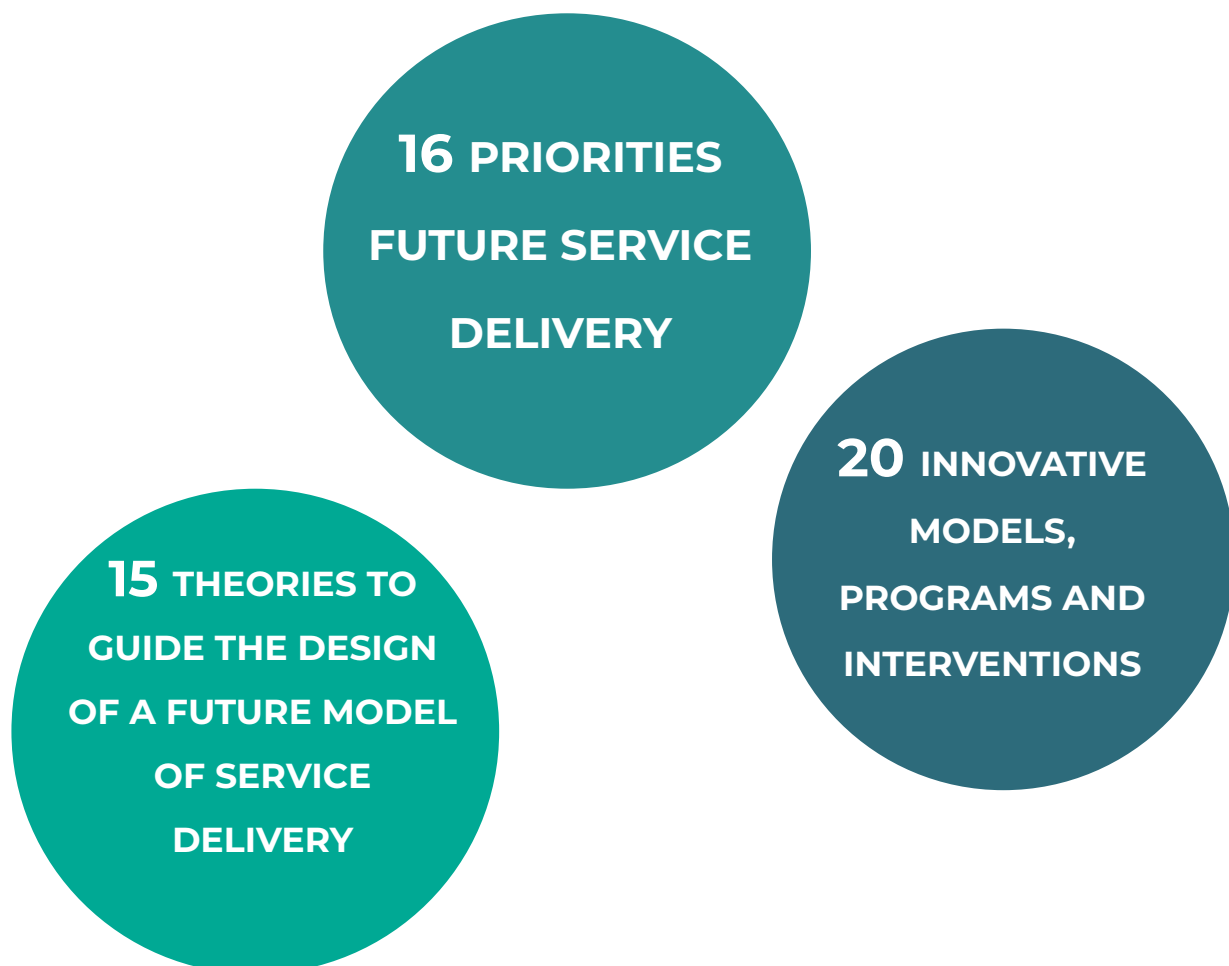 16 PRIORITIES
FUTURE SERVICE
DELIVERY
20 INNOVATIVE
MODELS,
PROGRAMS AND
INTERVENTIONS
15 THEORIES TO
GUIDE THE DESIGN
OF A FUTURE MODEL
OF SERVICE
DELIVERY